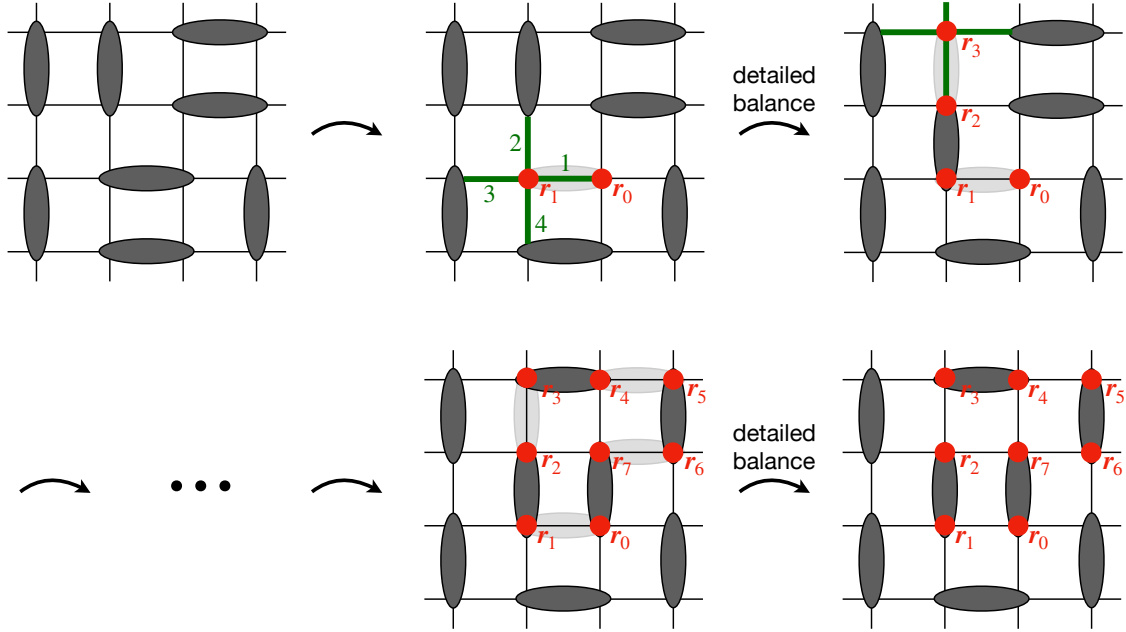 detailed
balance
2
1
3
4
r₁
r₀
r₃
r₂
r₁
r₀
detailed
balance
r₃
r₄
r₅
r₂
r₇
r₆
r₁
r₀
r₃
r₄
r₅
r₂
r₇
r₆
r₁
r₀